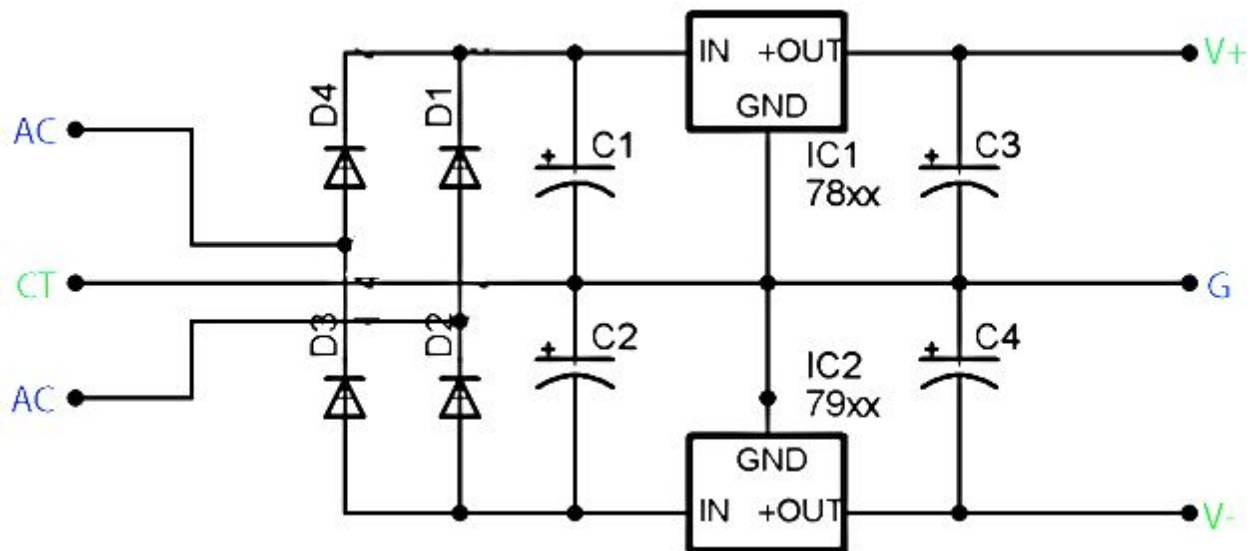 IN +OUT
V+
D4
D1
GND
AC
+
C1
IC1
78xx
+
C3
CT
G
D3
D2
+
C2
IC2
79xx
+
C4
AC
GND
IN +OUT
V-